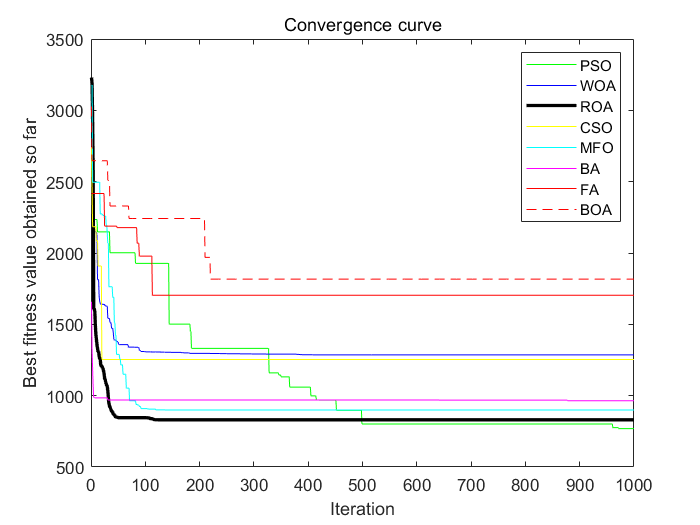 Convergence curve
Best fitness value obtained so far
3500
3000
2500
2000
1500
1000
500
0
100
200
300
400
500
600
700
800
900
1000
Iteration
PSO
WOA
ROA
CSO
MFO
BA
FA
BOA